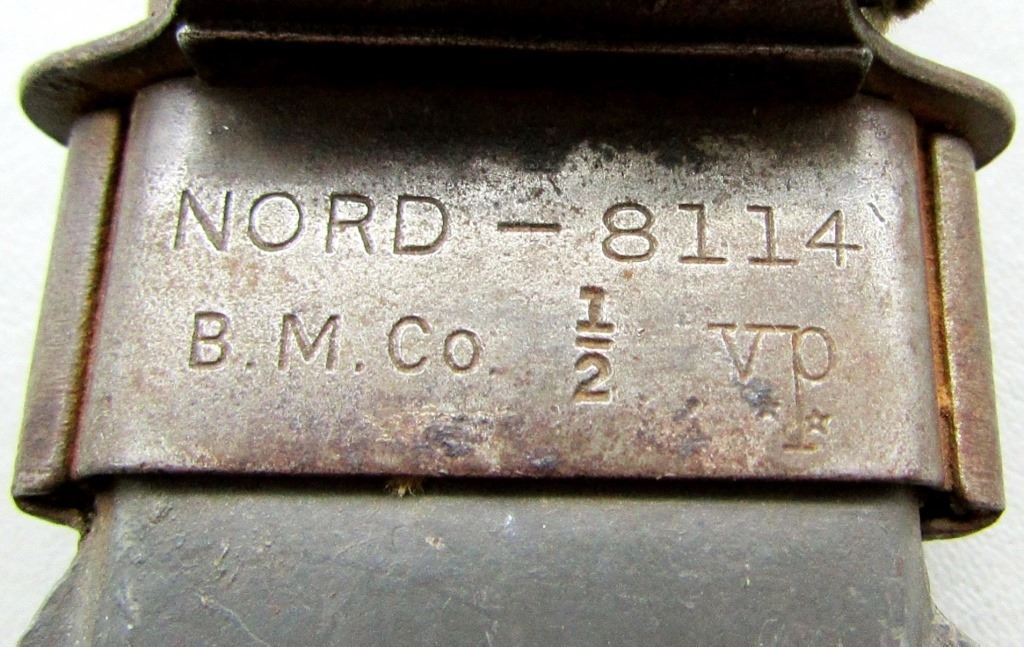 NORD - 8114
B.M.Co. ½ VP